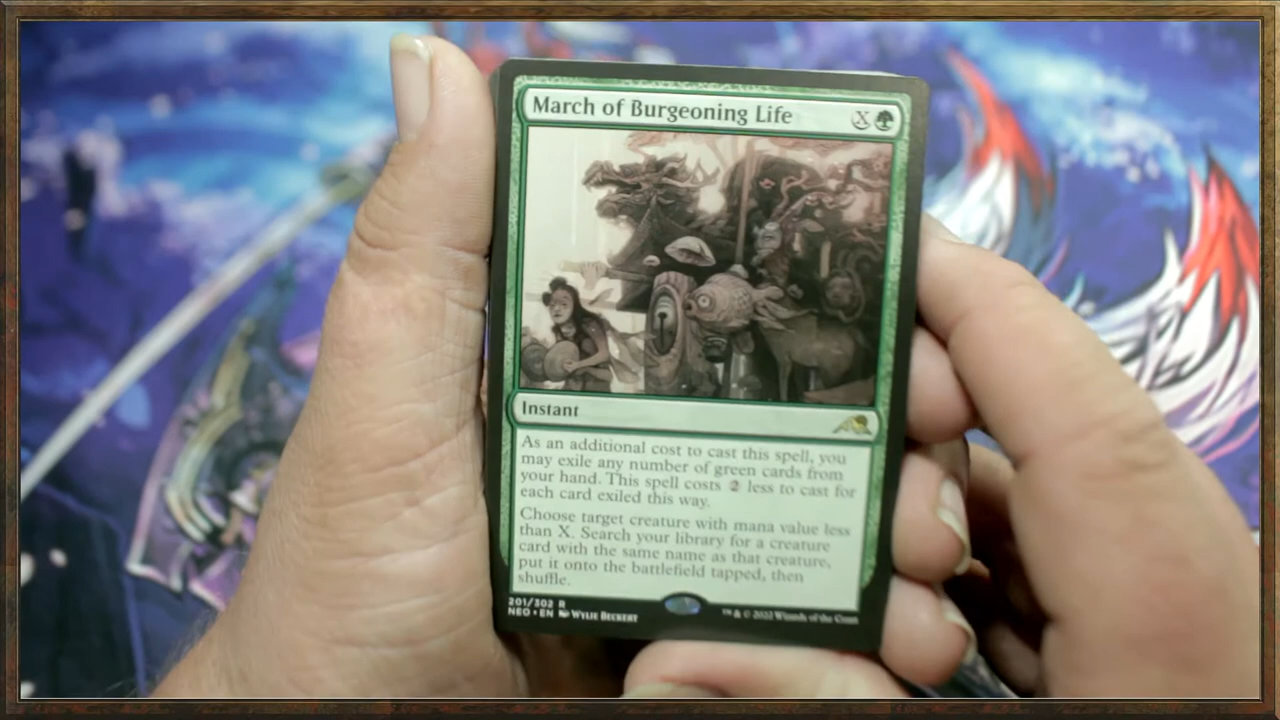 March of Burgeoning Life X
Instant
As an additional cost to cast this spell, you
may exile any number of green cards from
your hand. This spell costs 2 less to cast for
each card exiled this way.
Choose target creature with mana value less
than X. Search your library for a creature
card with the same name as that creature,
put it onto the battlefield tapped, then
shuffle.
201/302 R
NEO • EN WYLIE BECKERT
™ & © 2022 Wizards of the Coast